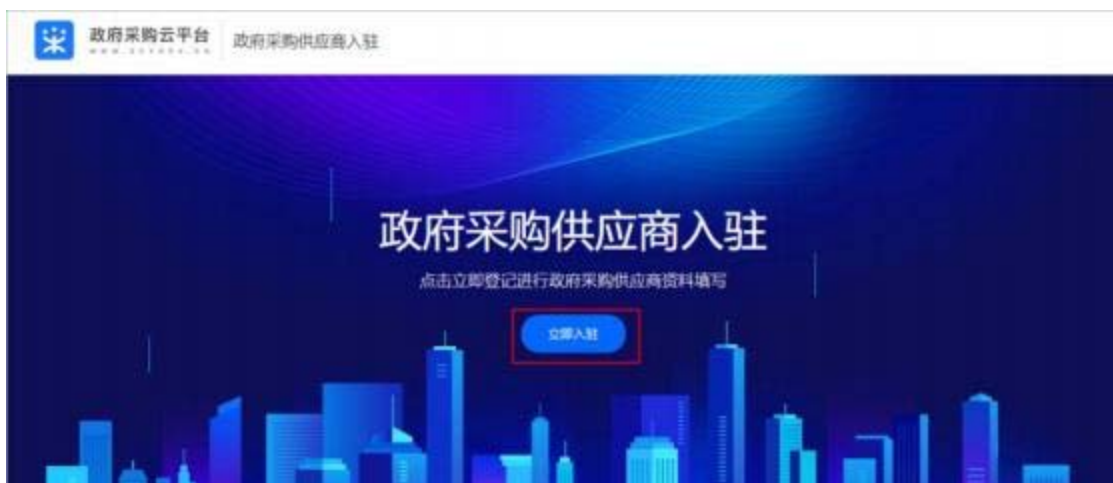 政府采购云平台 政府采购供应商入驻
政府采购供应商入驻
点击立即登记进行政府采购供应商资料填写
立即入驻